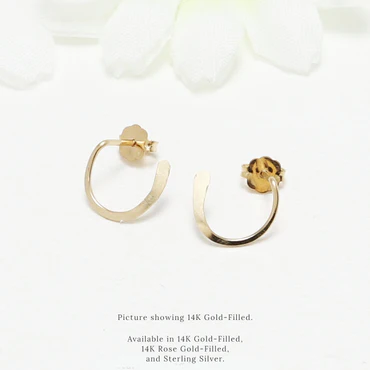 Picture showing 14K Gold-Filled.
Available in 14K Gold-Filled,
14K Rose Gold-Filled,
and Sterling Silver.